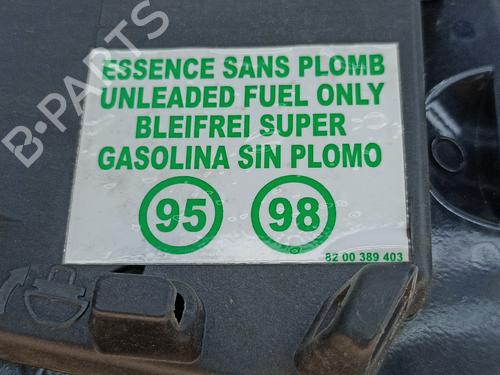 B-PARTS
ESSENCE SANS PLOMB
UNLEADED FUEL ONLY
BLEIFREI SUPER
GASOLINA SIN PLOMO
95 98
82 00 389 403